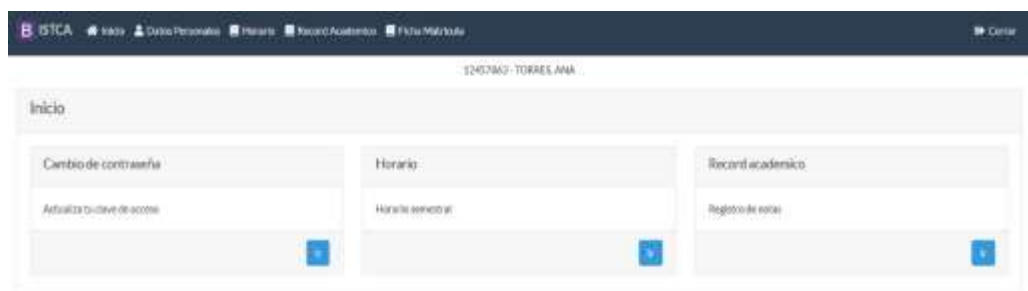 B ISTCA Inicio Datos Personales Horario Record Academico Ficha Matrícula Cerrar
TORRES, ANA
Inicio
Cambio de contraseña
Actualiza tu clave de acceso
Horario
Horario semestral
Record academico
Registro de notas